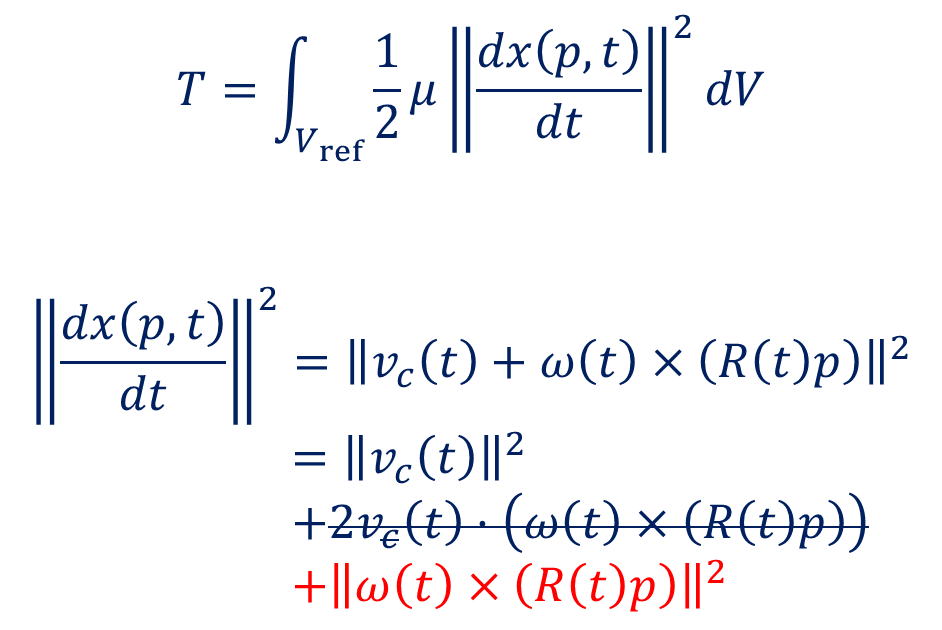 T = ∫_{V_ref} 1/2 μ ‖dx(p, t)/dt‖² dV
‖dx(p, t)/dt‖² = ‖v_c(t) + ω(t) × (R(t)p)‖²
= ‖v_c(t)‖²
+2v_c(t) · (ω(t) × (R(t)p))
+‖ω(t) × (R(t)p)‖²